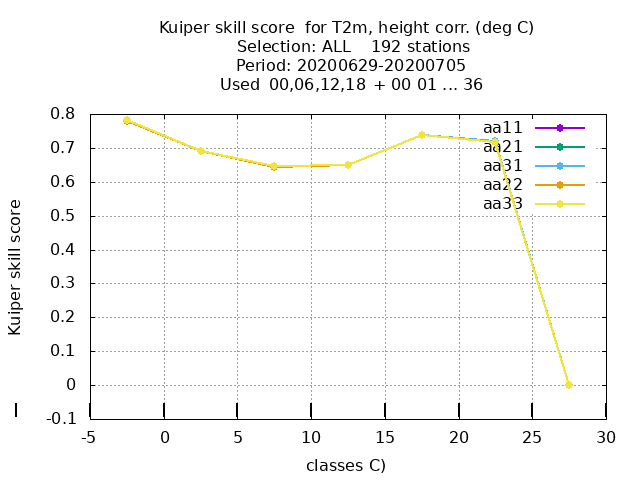 Kuiper skill score  for T2m, height corr. (deg C)
Selection: ALL    192 stations
Period: 20200629-20200705
Used  00,06,12,18  + 00 01 ... 36
0.8
0.7
0.6
0.5
0.4
0.3
0.2
0.1
0
-0.1
Kuiper skill score
aa11
aa21
aa31
aa22
aa33
-5 0 5 10 15 20 25 30
classes C)